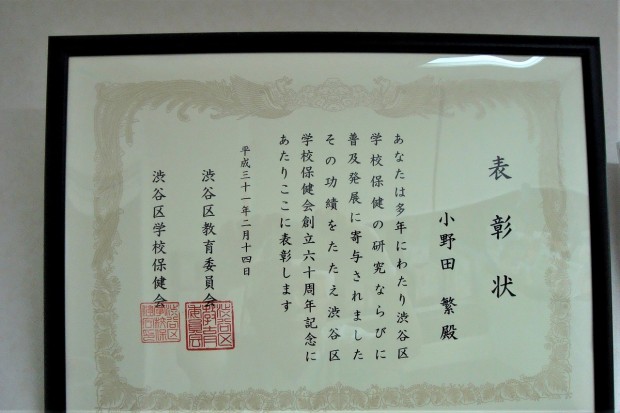 表彰状
小野田 繁 殿
あなたは多年にわたり渋谷区
学校保健の研究ならびに
普及発展に寄与されました
その功績をたたえ渋谷区
学校保健会創立六十周年記念に
あたりここに表彰します
平成三十一年二月十四日
渋谷区教育委員会
渋谷区学校保健会